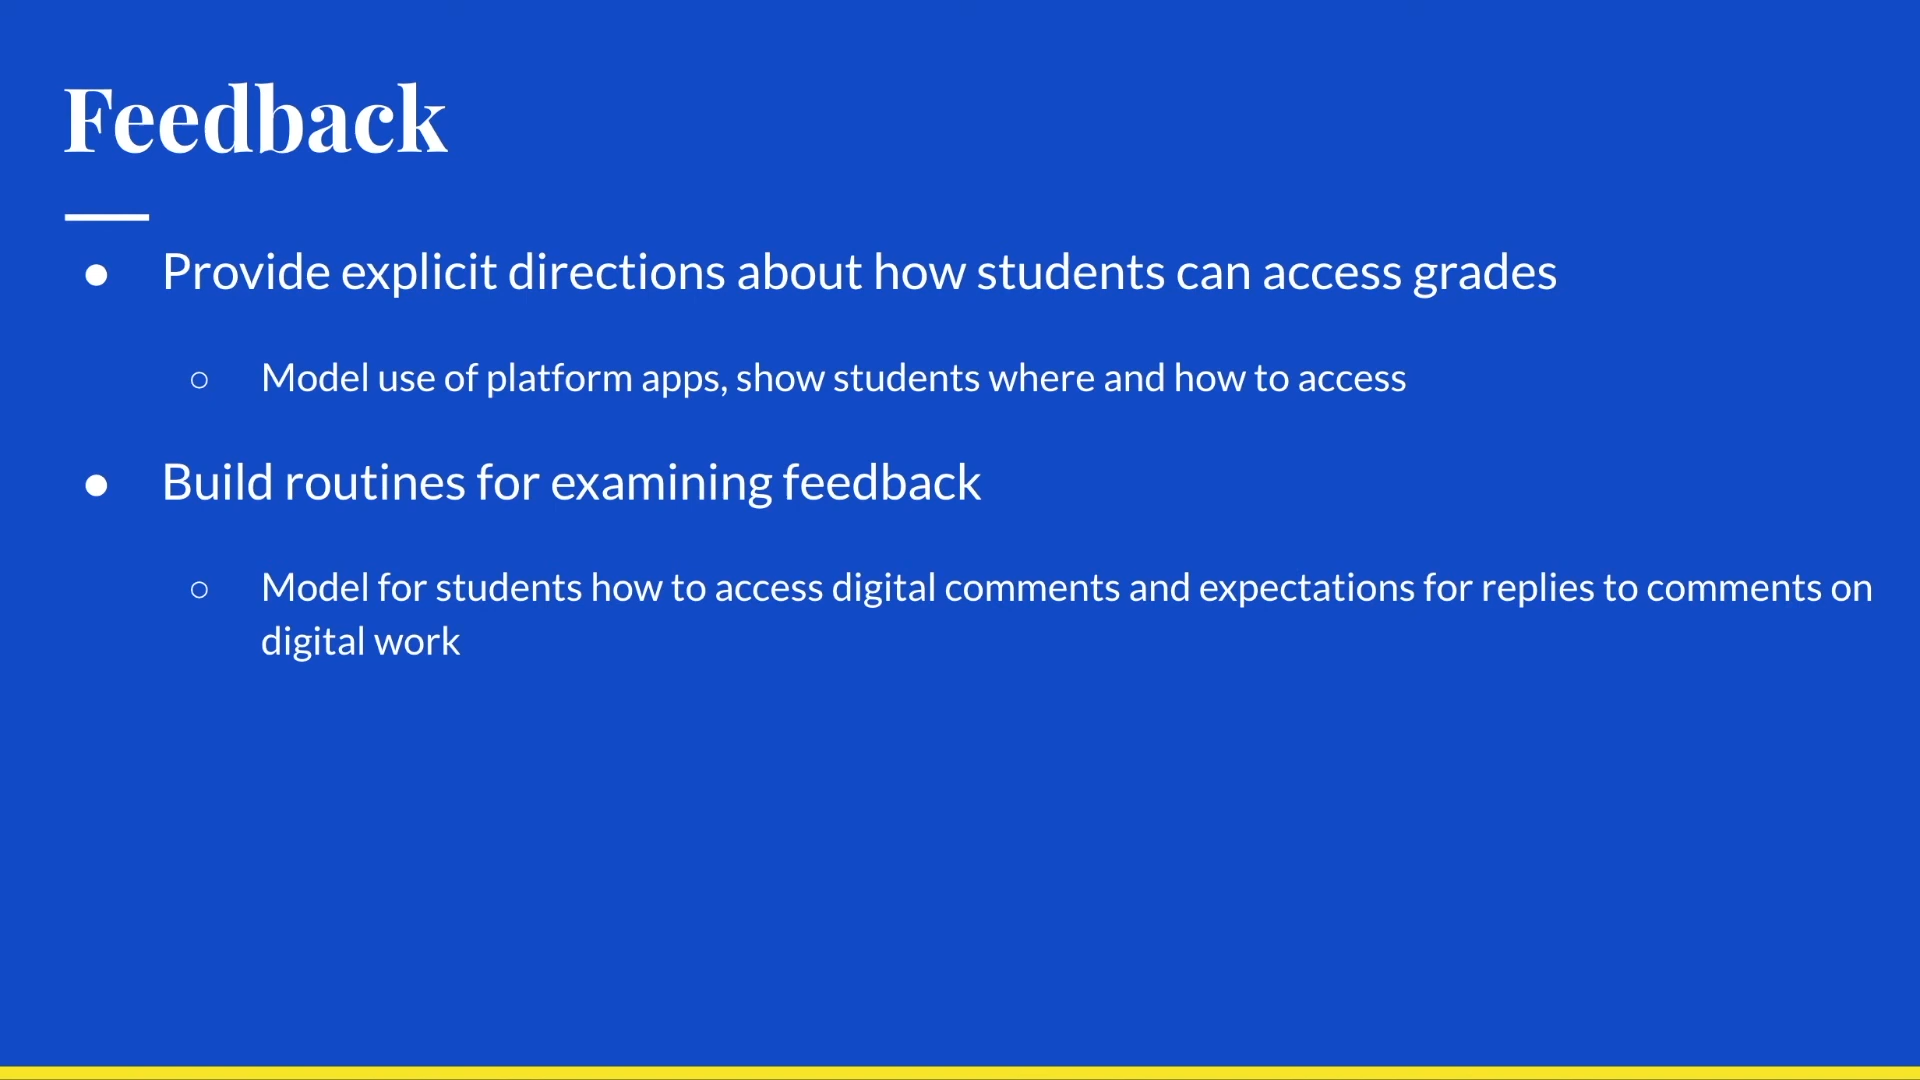 Feedback
● Provide explicit directions about how students can access grades
○ Model use of platform apps, show students where and how to access
● Build routines for examining feedback
○ Model for students how to access digital comments and expectations for replies to comments on
digital work